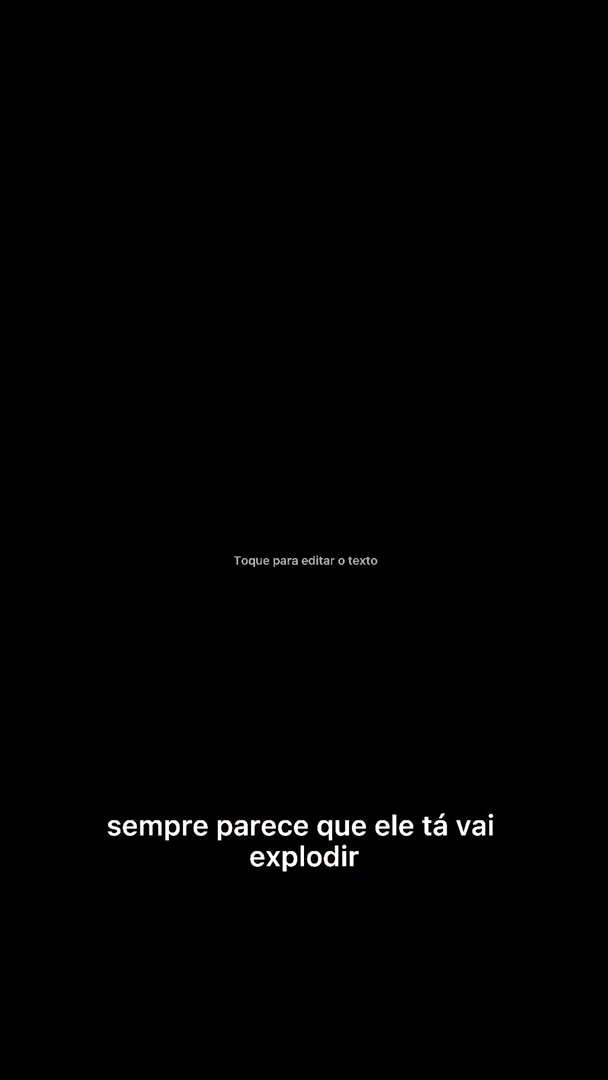 Toque para editar o texto
sempre parece que ele tá vai
explodir